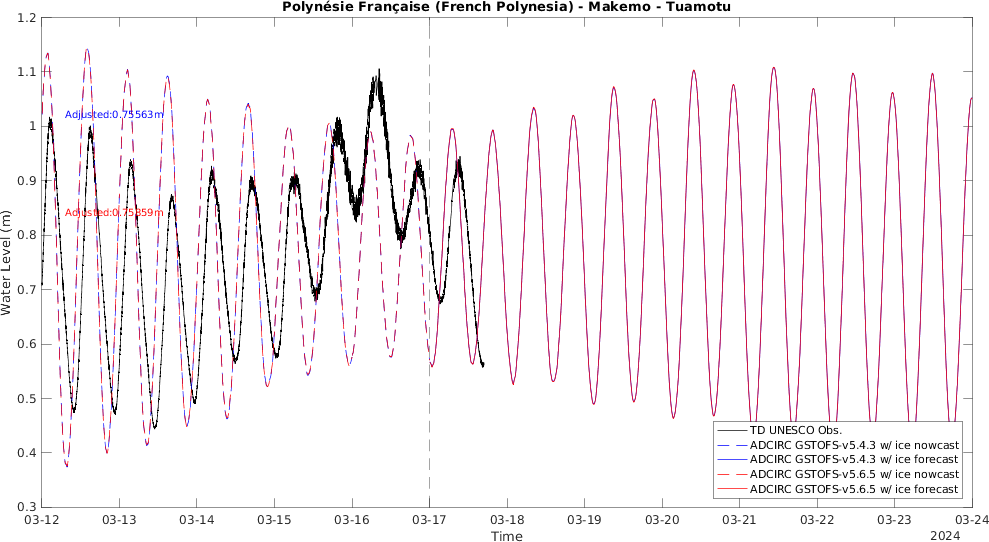 Polynésie Française (French Polynesia) - Makemo - Tuamotu
1.2
1.1
1
0.9
0.8
0.7
0.6
0.5
0.4
0.3
Water Level (m)
Adjusted:0.75563m
Adjusted:0.75859m
TD UNESCO Obs.
ADCIRC GSTOFS-v5.4.3 w/ ice nowcast
ADCIRC GSTOFS-v5.4.3 w/ ice forecast
ADCIRC GSTOFS-v5.6.5 w/ ice nowcast
ADCIRC GSTOFS-v5.6.5 w/ ice forecast
03-12 03-13 03-14 03-15 03-16 03-17 03-18 03-19 03-20 03-21 03-22 03-23 03-24
Time
2024